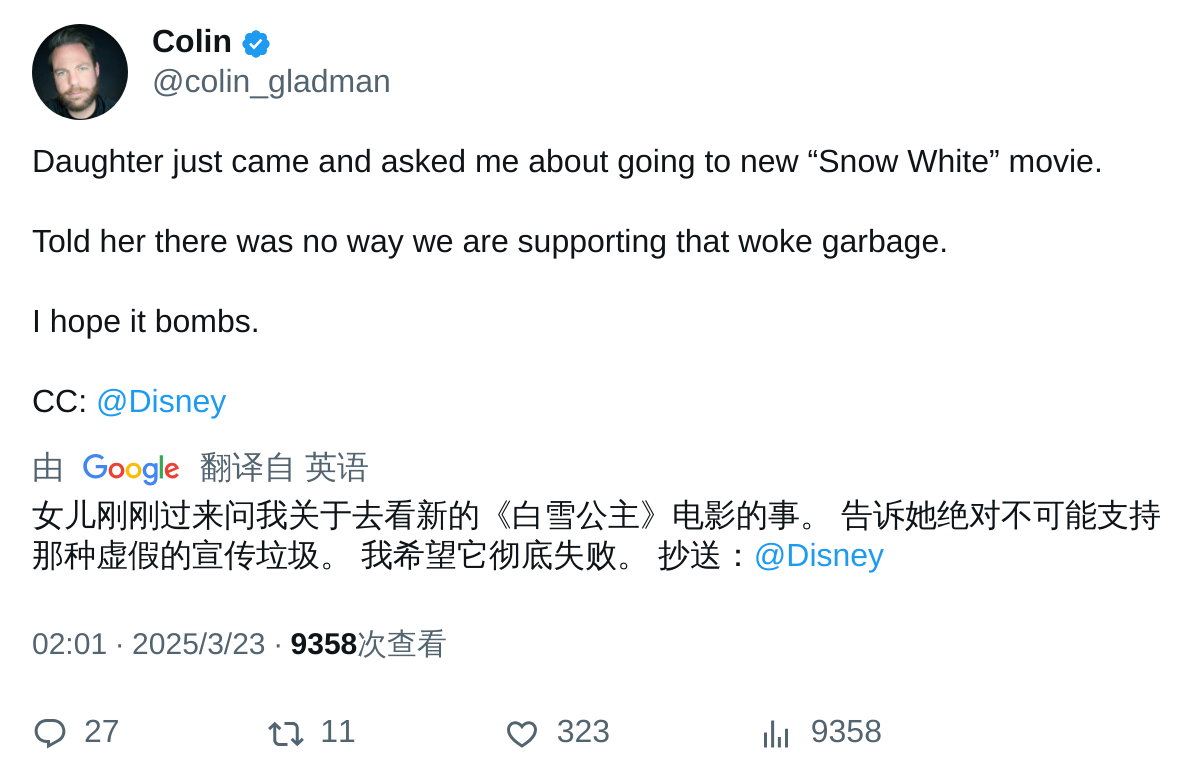 Colin
@colin_gladman
Daughter just came and asked me about going to new “Snow White” movie.
Told her there was no way we are supporting that woke garbage.
I hope it bombs.
CC: @Disney
由 Google 翻译自 英语
女儿刚刚过来问我关于去看新的《白雪公主》电影的事。 告诉她绝对不可能支持
那种虚假的宣传垃圾。 我希望它彻底失败。 抄送：@Disney
02:01 · 2025/3/23 · 9358次查看
27 11 323 9358